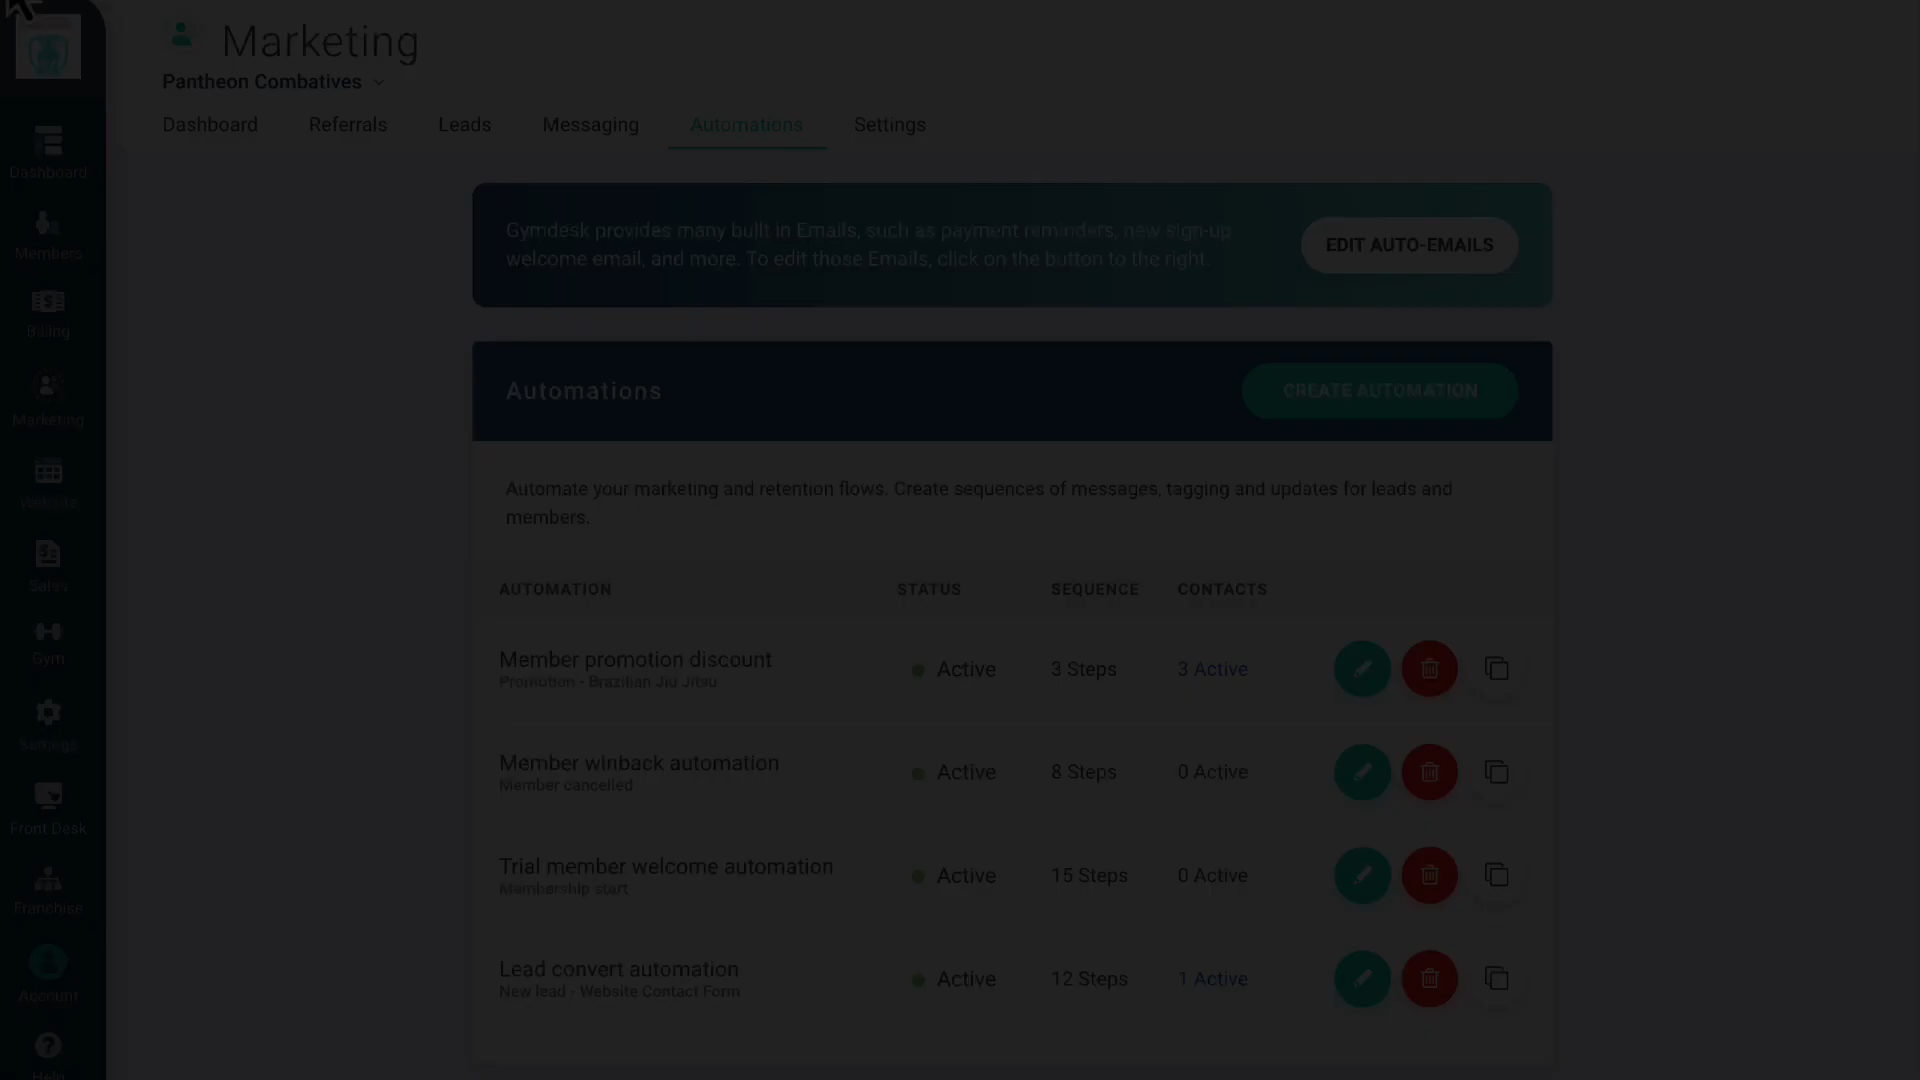 Marketing
Pantheon Combatives
Dashboard Referrals Leads Messaging Automations Settings
Dashboard
Members
Billing
Marketing
Website
Sales
Gym
Settings
Front Desk
Franchise
Account
Help
Gymdesk provides many built in Emails, such as payment reminders, new sign-up
welcome email, and more. To edit those Emails, click on the button to the right.
EDIT AUTO-EMAILS
Automations
CREATE AUTOMATION
Automate your marketing and retention flows. Create sequences of messages, tagging and updates for leads and
members.
AUTOMATION STATUS SEQUENCE CONTACTS
Member promotion discount
Promotion - Brazilian Jiu Jitsu
Active 3 Steps 3 Active
Member winback automation
Member cancelled
Active 8 Steps 0 Active
Trial member welcome automation
Membership start
Active 15 Steps 0 Active
Lead convert automation
New lead - Website Contact Form
Active 12 Steps 1 Active